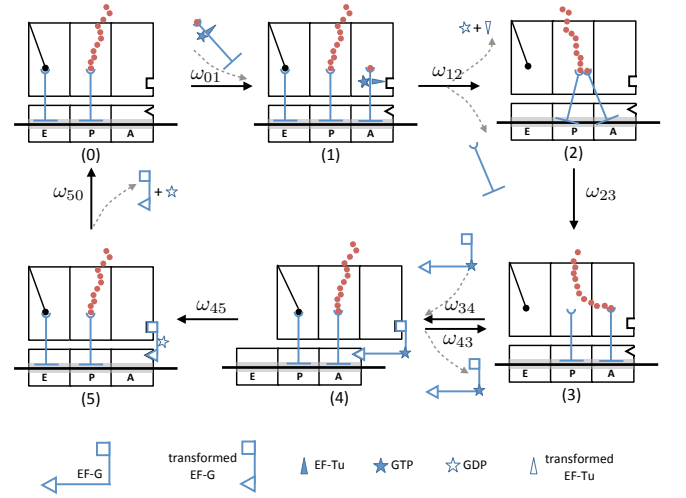 ω01
ω12
+
E P A
E P A
E P A
(0)
(1)
(2)
ω50
+
ω23
ω45
ω34
ω43
E P A
E P A
E P A
(5)
(4)
(3)
EF-G
transformed
EF-G
EF-Tu
GTP
GDP
transformed
EF-Tu